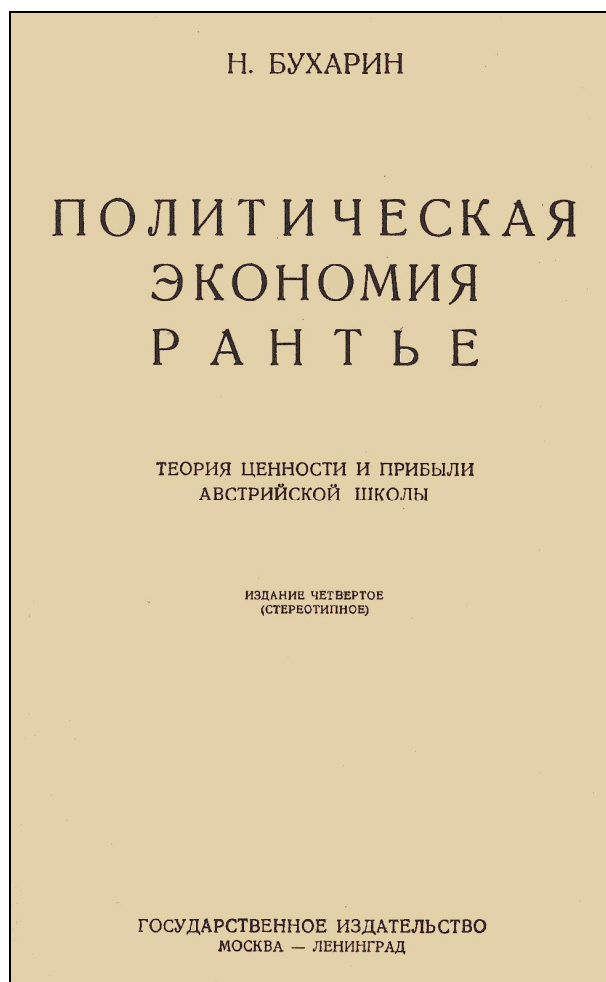 Н. БУХАРИН
ПОЛИТИЧЕСКАЯ
ЭКОНОМИЯ
РАНТЬЕ
ТЕОРИЯ ЦЕННОСТИ И ПРИБЫЛИ
АВСТРИЙСКОЙ ШКОЛЫ
ИЗДАНИЕ ЧЕТВЕРТОЕ
(СТЕРЕОТИПНОЕ)
ГОСУДАРСТВЕННОЕ ИЗДАТЕЛЬСТВО
МОСКВА — ЛЕНИНГРАД